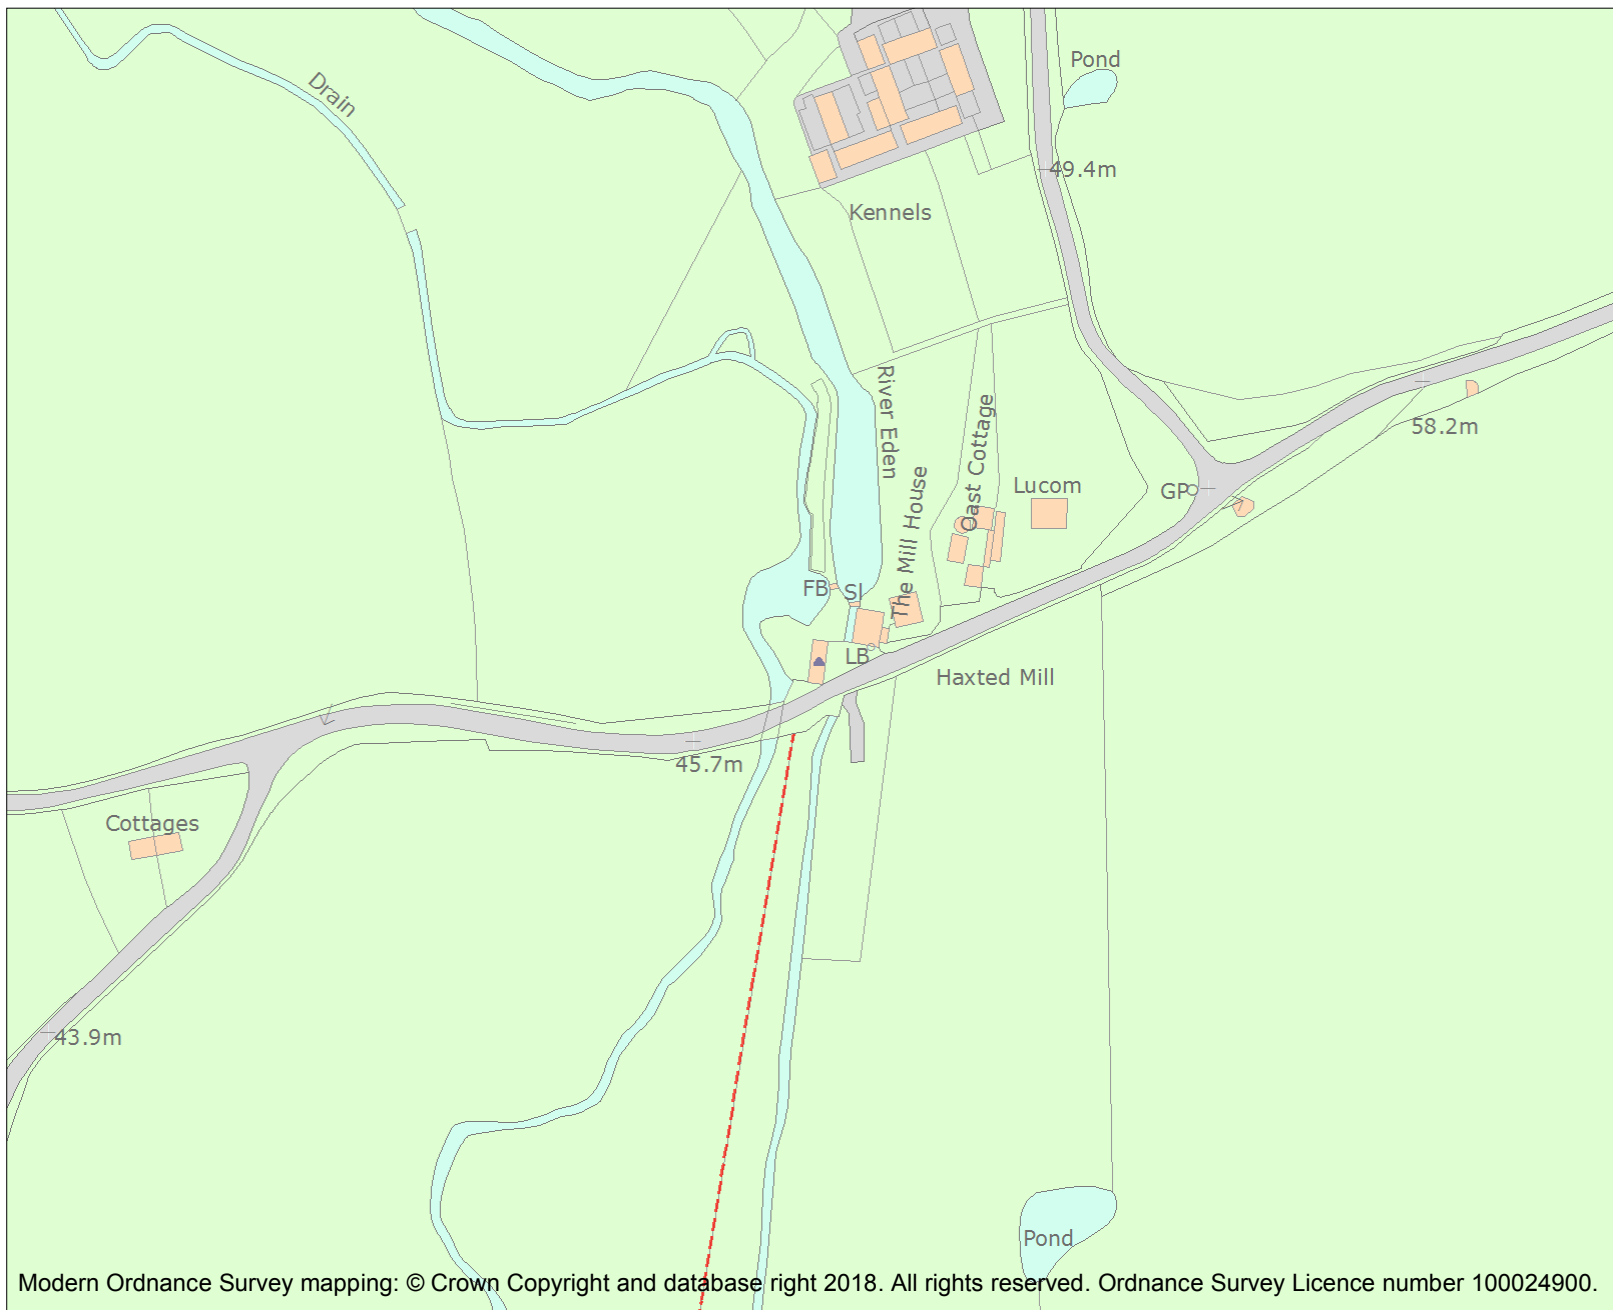 Pond
Drain
49.4m
Kennels
River Eden
Oast Cottage
58.2m
The Mill House
Lucom
GP
FB
Sl
LB
Haxted Mill
45.7m
Cottages
43.9m
Pond
Modern Ordnance Survey mapping: © Crown Copyright and database right 2018. All rights reserved. Ordnance Survey Licence number 100024900.